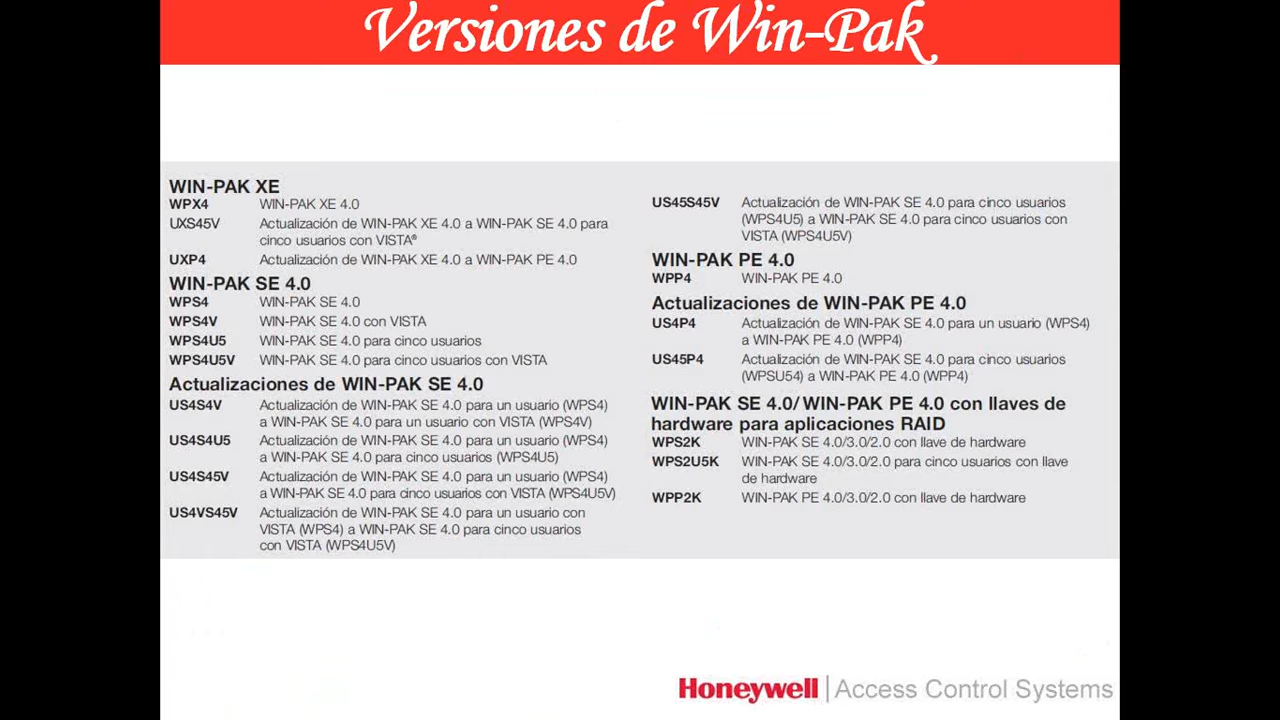 Versiones de Win-Pak
WIN-PAK XE
WPX4 WIN-PAK XE 4.0
UXS45V Actualización de WIN-PAK XE 4.0 a WIN-PAK SE 4.0 para
cinco usuarios con VISTA®
UXP4 Actualización de WIN-PAK XE 4.0 a WIN-PAK PE 4.0
WIN-PAK SE 4.0
WPS4 WIN-PAK SE 4.0
WPS4V WIN-PAK SE 4.0 con VISTA
WPS4U5 WIN-PAK SE 4.0 para cinco usuarios
WPS4U5V WIN-PAK SE 4.0 para cinco usuarios con VISTA
Actualizaciones de WIN-PAK SE 4.0
US4S4V Actualización de WIN-PAK SE 4.0 para un usuario (WPS4)
a WIN-PAK SE 4.0 para un usuario con VISTA (WPS4V)
US4S4U5 Actualización de WIN-PAK SE 4.0 para un usuario (WPS4)
a WIN-PAK SE 4.0 para cinco usuarios (WPS4U5)
US4S45V Actualización de WIN-PAK SE 4.0 para un usuario (WPS4)
a WIN-PAK SE 4.0 para cinco usuarios con VISTA (WPS4U5V)
US4VS45V Actualización de WIN-PAK SE 4.0 para un usuario con
VISTA (WPS4) a WIN-PAK SE 4.0 para cinco usuarios
con VISTA (WPS4U5V)
US45S45V Actualización de WIN-PAK SE 4.0 para cinco usuarios
(WPS4U5) a WIN-PAK SE 4.0 para cinco usuarios con
VISTA (WPS4U5V)
WIN-PAK PE 4.0
WPP4 WIN-PAK PE 4.0
Actualizaciones de WIN-PAK PE 4.0
US4P4 Actualización de WIN-PAK SE 4.0 para un usuario (WPS4)
a WIN-PAK PE 4.0 (WPP4)
US45P4 Actualización de WIN-PAK SE 4.0 para cinco usuarios
(WPSU54) a WIN-PAK PE 4.0 (WPP4)
WIN-PAK SE 4.0/ WIN-PAK PE 4.0 con llaves de
hardware para aplicaciones RAID
WPS2K WIN-PAK SE 4.0/3.0/2.0 con llave de hardware
WPS2U5K WIN-PAK SE 4.0/3.0/2.0 para cinco usuarios con llave
de hardware
WPP2K WIN-PAK PE 4.0/3.0/2.0 con llave de hardware
Honeywell | Access Control Systems